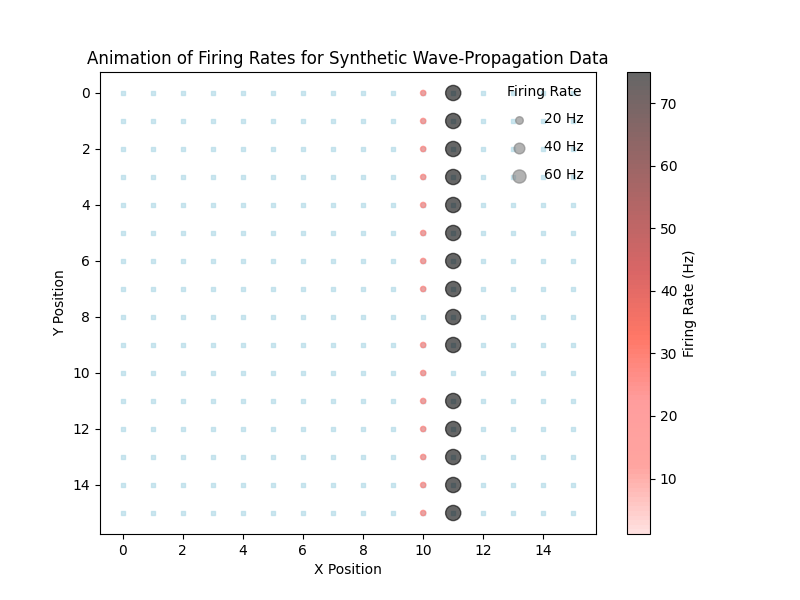 Animation of Firing Rates for Synthetic Wave-Propagation Data
Firing Rate
20 Hz
40 Hz
60 Hz
0
2
4
6
8
10
12
14
Y Position
0 2 4 6 8 10 12 14
X Position
70
60
50
40
30
20
10
Firing Rate (Hz)